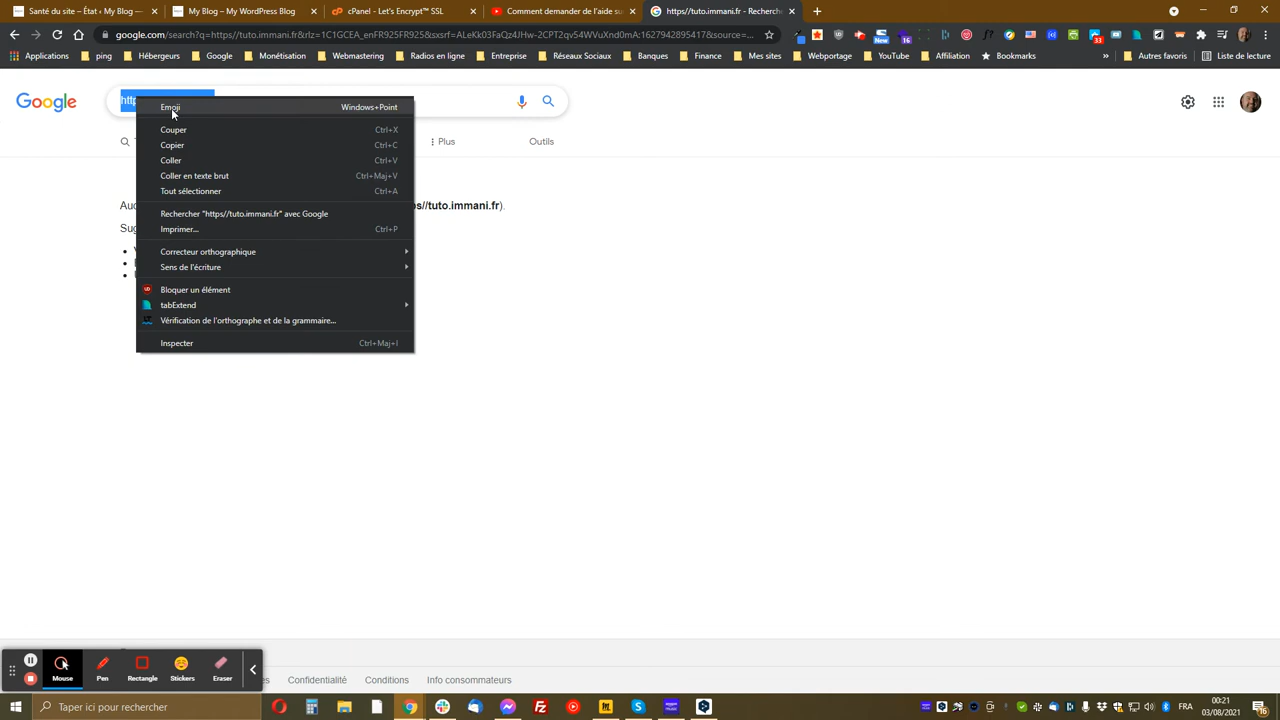 Santé du site – État ‹ My Blog —
My Blog – My WordPress Blog
cPanel - Let's Encrypt™ SSL
Comment demander de l'aide su
https//tuto.immani.fr - Recherch
google.com/search?q=https//tuto.immani.fr&rlz=1C1GCEA_enFR925FR925&sxsrf=ALeKk03FaQz4JHw-2CPT2qv54WVuXnd0mA:1627942895417&source=...
Applications
ping
Hébergeurs
Google
Monétisation
Webmastering
Radios en ligne
Entreprise
Réseaux Sociaux
Banques
Finance
Mes sites
Webportage
YouTube
Affiliation
Bookmarks
»
Autres favoris
Liste de lecture
Google
http
Plus
Outils
Auc
ps//tuto.immani.fr).
Sug
Emoji Windows+Point
Couper Ctrl+X
Copier Ctrl+C
Coller Ctrl+V
Coller en texte brut Ctrl+Maj+V
Tout sélectionner Ctrl+A
Rechercher "https//tuto.immani.fr" avec Google
Imprimer... Ctrl+P
Correcteur orthographique
Sens de l'écriture
Bloquer un élément
tabExtend
Vérification de l'orthographe et de la grammaire...
Inspecter Ctrl+Maj+I
Mouse
Pen
Rectangle
Stickers
Eraser
es
Confidentialité
Conditions
Info consommateurs
Taper ici pour rechercher
FRA
00:21
03/08/2021